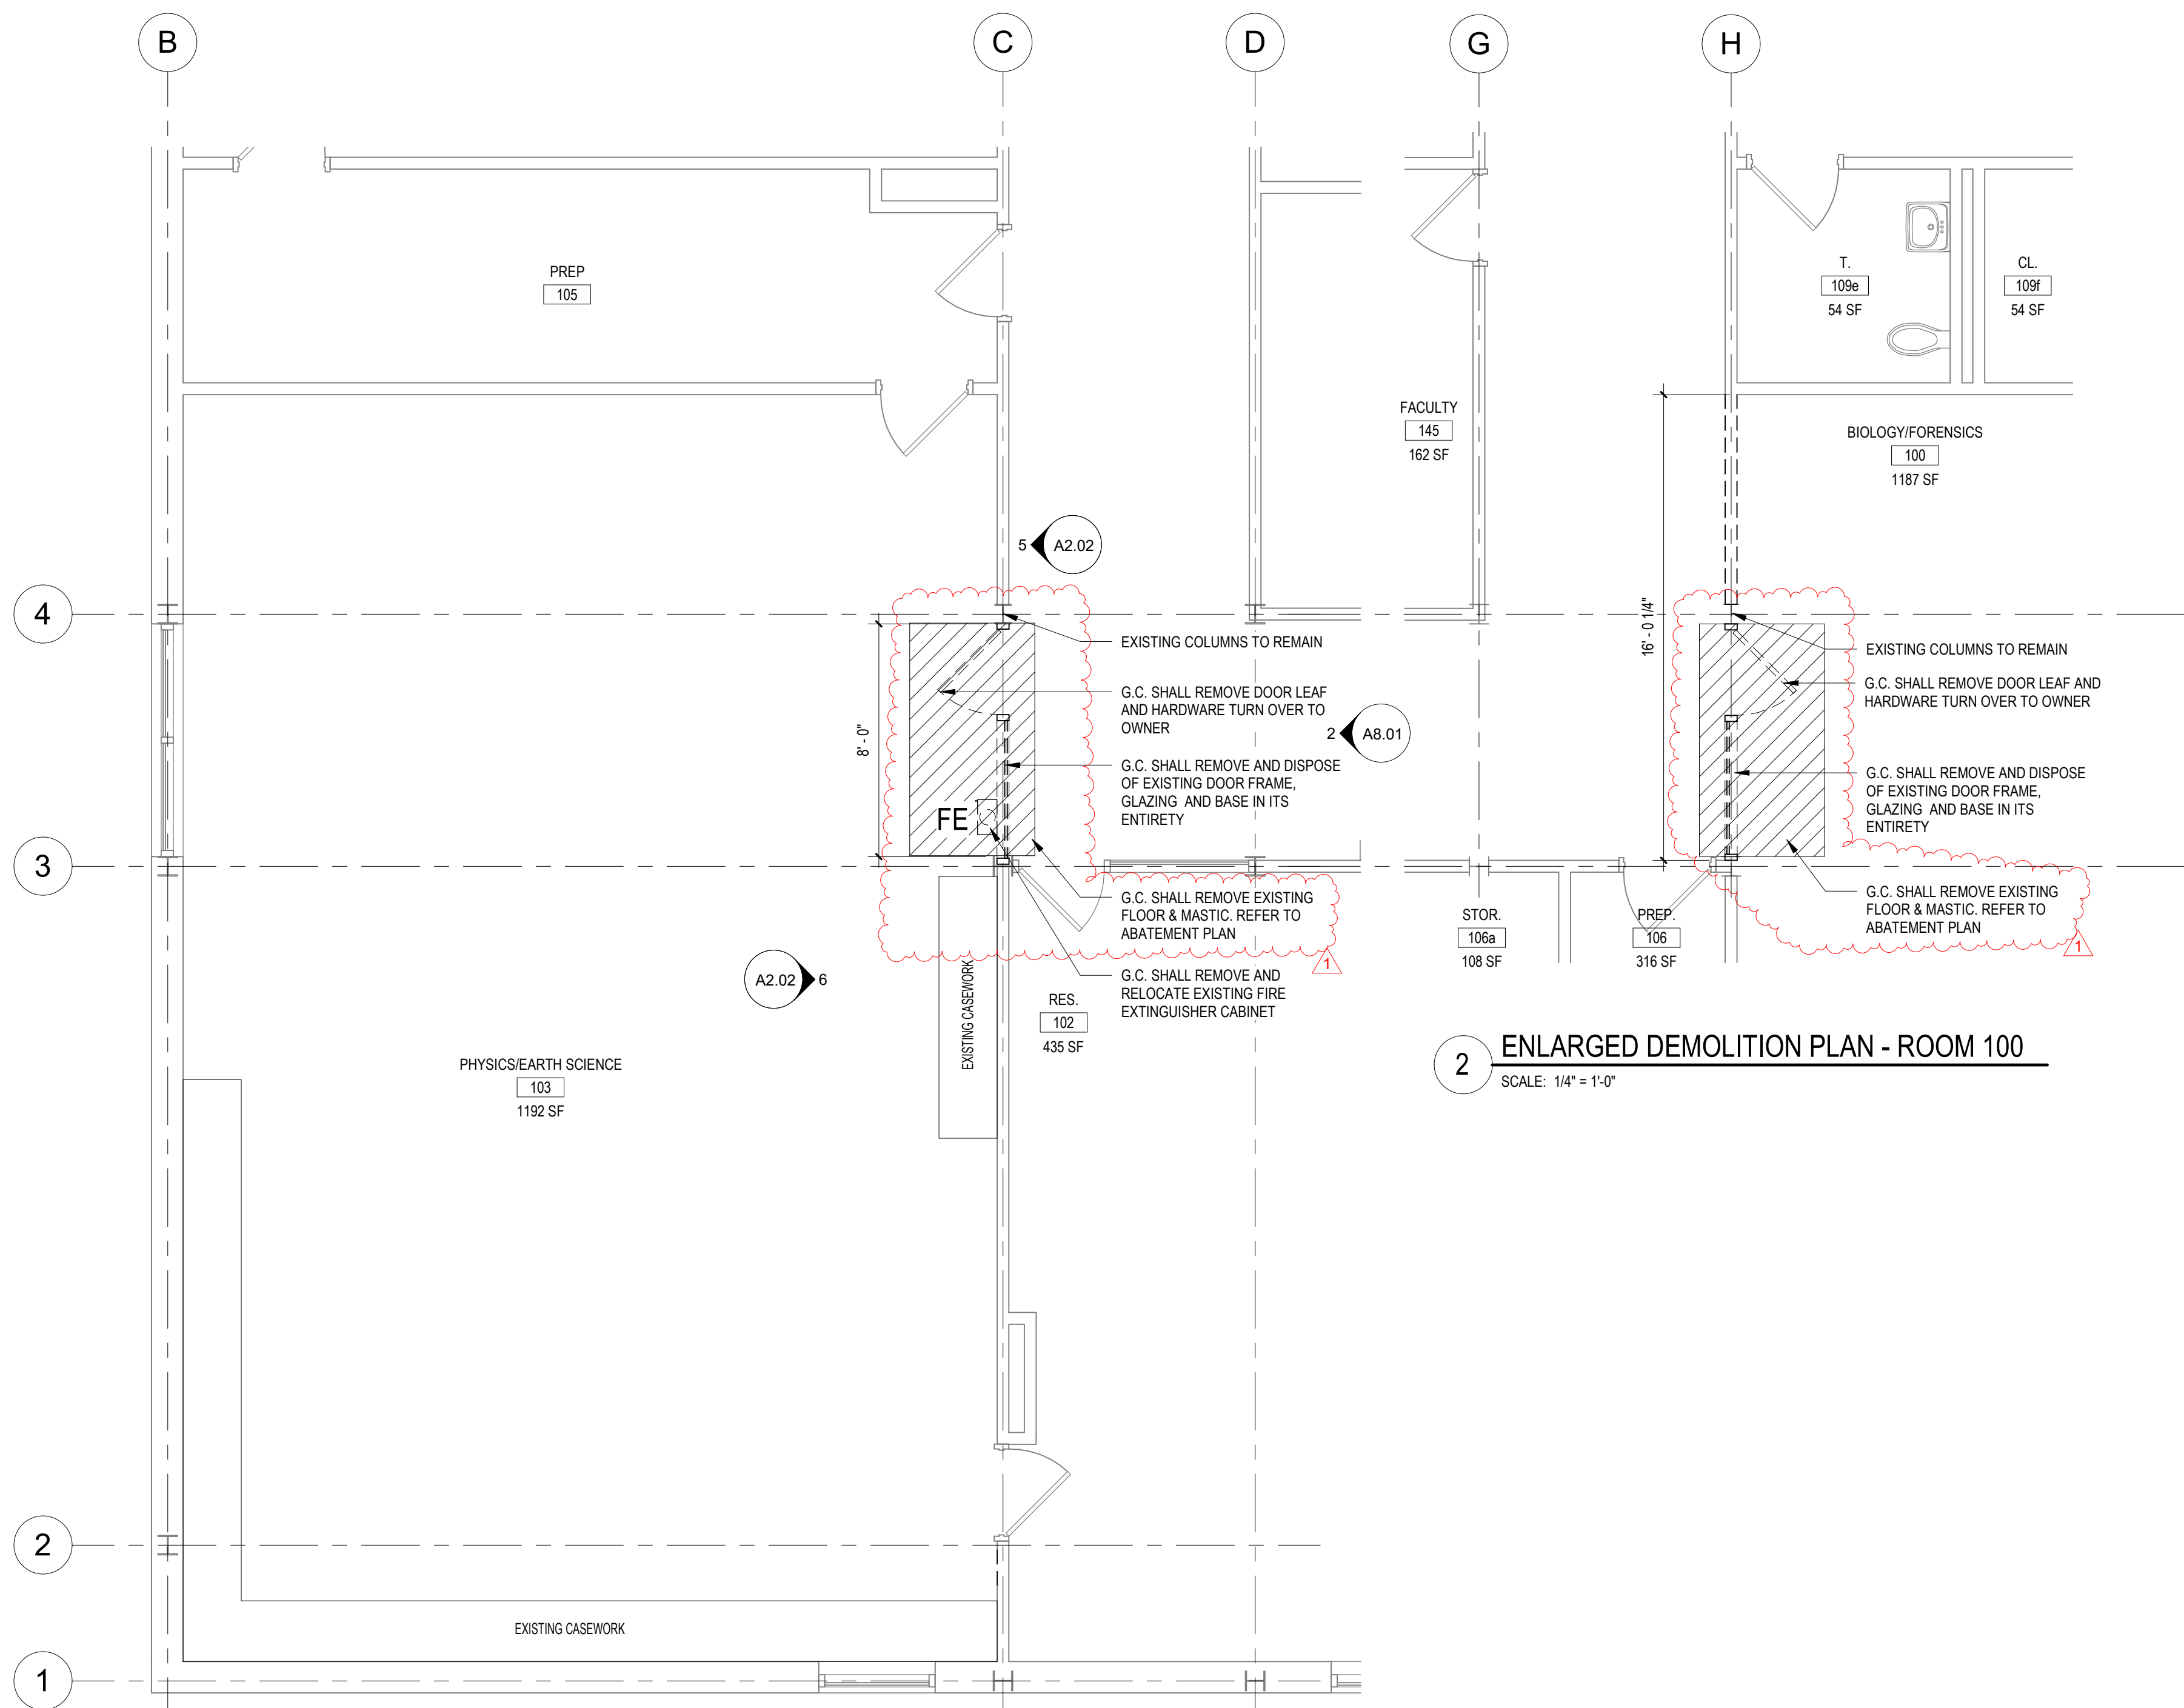 B
C
D
G
H
4
3
2
1
PREP
105
T.
109e
54 SF
CL.
109f
54 SF
FACULTY
145
162 SF
BIOLOGY/FORENSICS
100
1187 SF
5
A2.02
8' - 0"
16' - 0 1/4"
EXISTING COLUMNS TO REMAIN
G.C. SHALL REMOVE DOOR LEAF
AND HARDWARE TURN OVER TO
OWNER
2
A8.01
G.C. SHALL REMOVE AND DISPOSE
OF EXISTING DOOR FRAME,
GLAZING AND BASE IN ITS
ENTIRETY
FE
G.C. SHALL REMOVE EXISTING
FLOOR & MASTIC. REFER TO
ABATEMENT PLAN
1
G.C. SHALL REMOVE AND
RELOCATE EXISTING FIRE
EXTINGUISHER CABINET
EXISTING COLUMNS TO REMAIN
G.C. SHALL REMOVE DOOR LEAF AND
HARDWARE TURN OVER TO OWNER
G.C. SHALL REMOVE AND DISPOSE
OF EXISTING DOOR FRAME,
GLAZING AND BASE IN ITS
ENTIRETY
G.C. SHALL REMOVE EXISTING
FLOOR & MASTIC. REFER TO
ABATEMENT PLAN
1
STOR.
106a
108 SF
PREP.
106
316 SF
A2.02
6
EXISTING CASEWORK
RES.
102
435 SF
PHYSICS/EARTH SCIENCE
103
1192 SF
2
ENLARGED DEMOLITION PLAN - ROOM 100
SCALE: 1/4" = 1'-0"
EXISTING CASEWORK